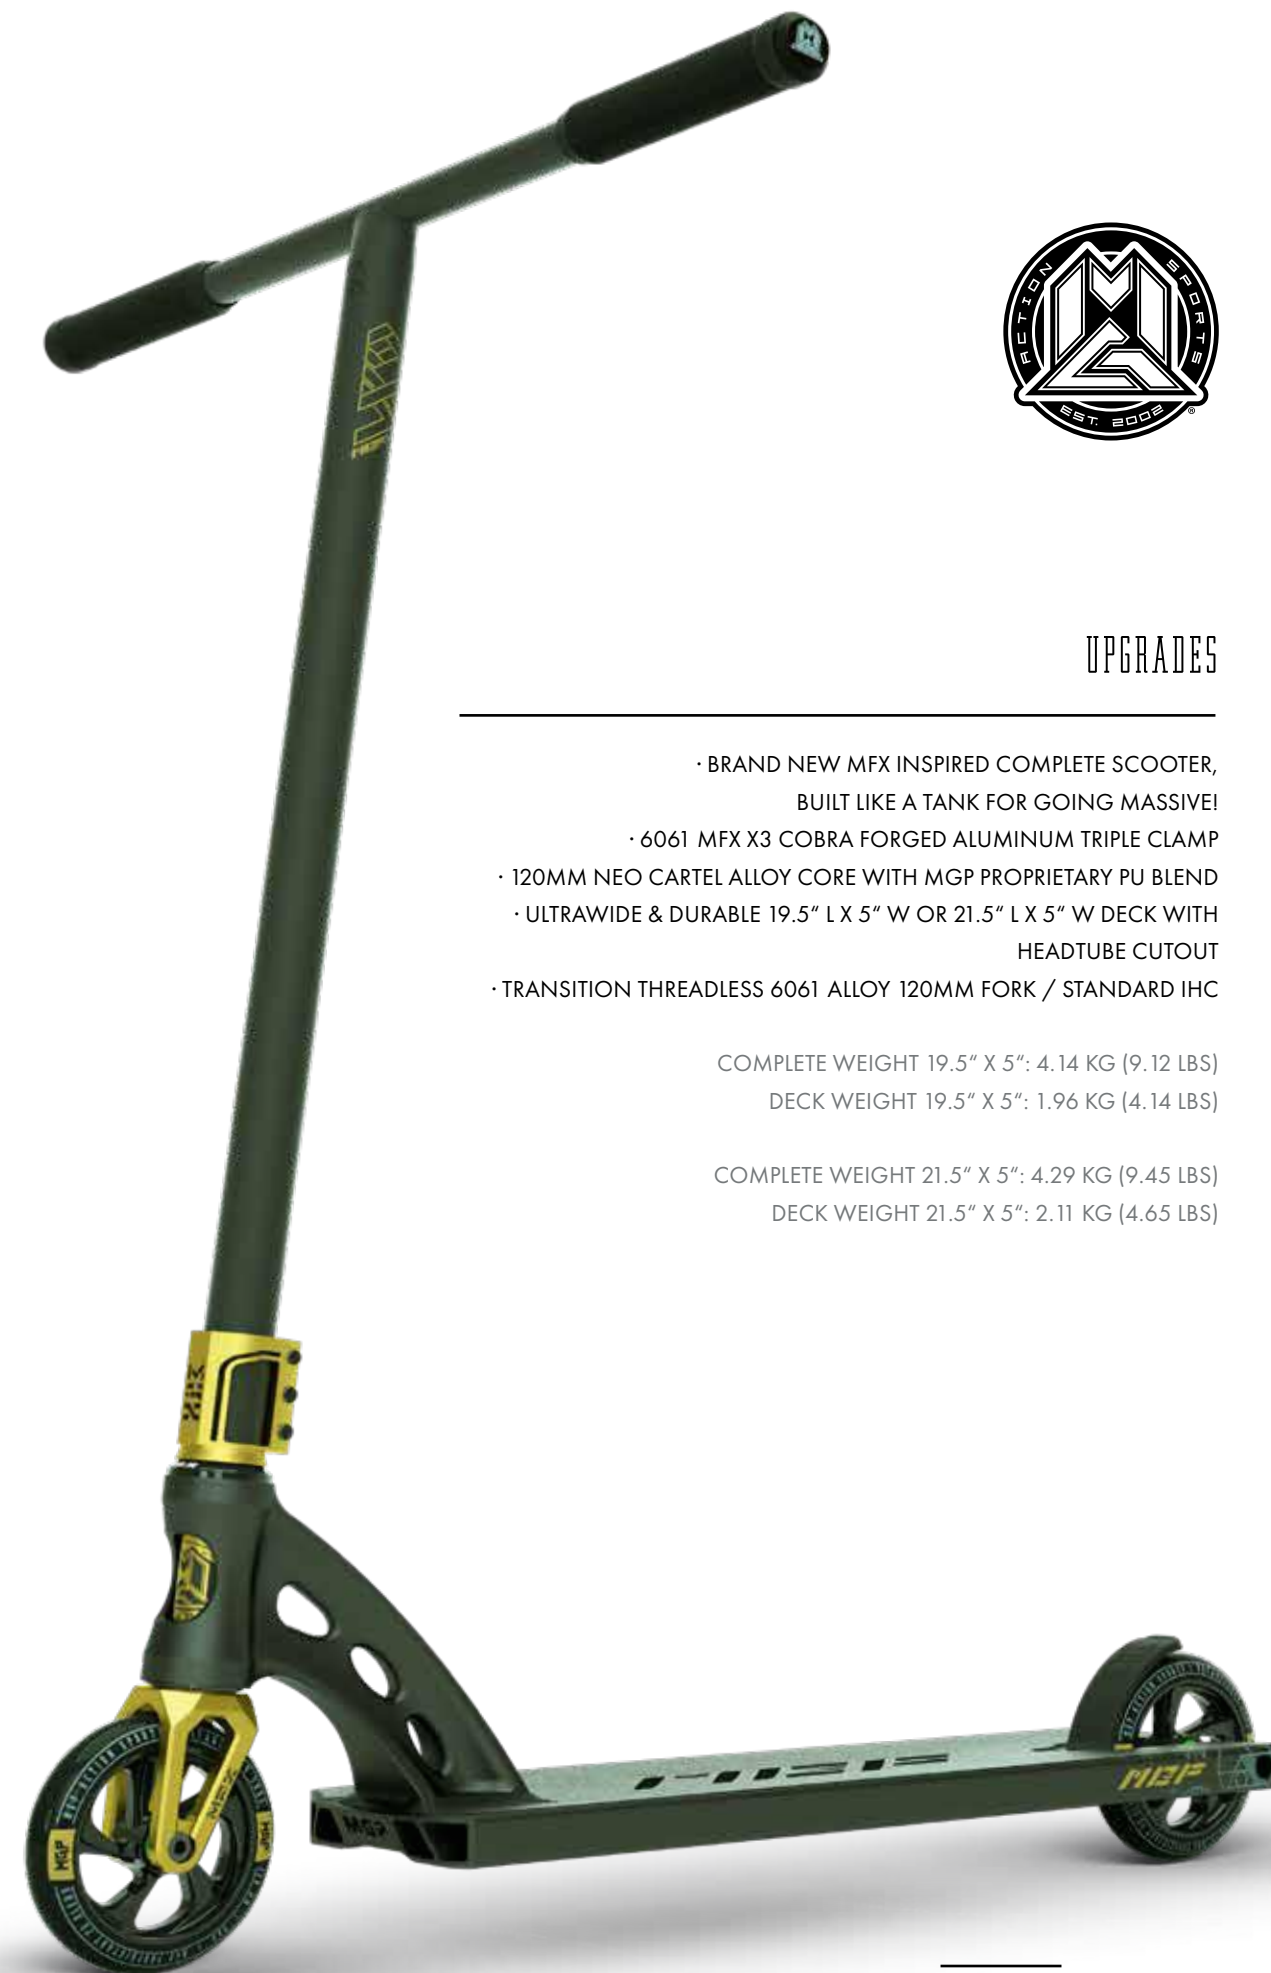 ACTION SPORTS
EST. 2002
®
UPGRADES
· BRAND NEW MFX INSPIRED COMPLETE SCOOTER,
BUILT LIKE A TANK FOR GOING MASSIVE!
· 6061 MFX X3 COBRA FORGED ALUMINUM TRIPLE CLAMP
· 120MM NEO CARTEL ALLOY CORE WITH MGP PROPRIETARY PU BLEND
· ULTRAWIDE & DURABLE 19.5“ L X 5“ W OR 21.5“ L X 5“ W DECK WITH
HEADTUBE CUTOUT
· TRANSITION THREADLESS 6061 ALLOY 120MM FORK / STANDARD IHC
COMPLETE WEIGHT 19.5“ X 5“: 4.14 KG (9.12 LBS)
DECK WEIGHT 19.5“ X 5“: 1.96 KG (4.14 LBS)
COMPLETE WEIGHT 21.5“ X 5“: 4.29 KG (9.45 LBS)
DECK WEIGHT 21.5“ X 5“: 2.11 KG (4.65 LBS)
MFX
MGP
MGP
MGP
MGP